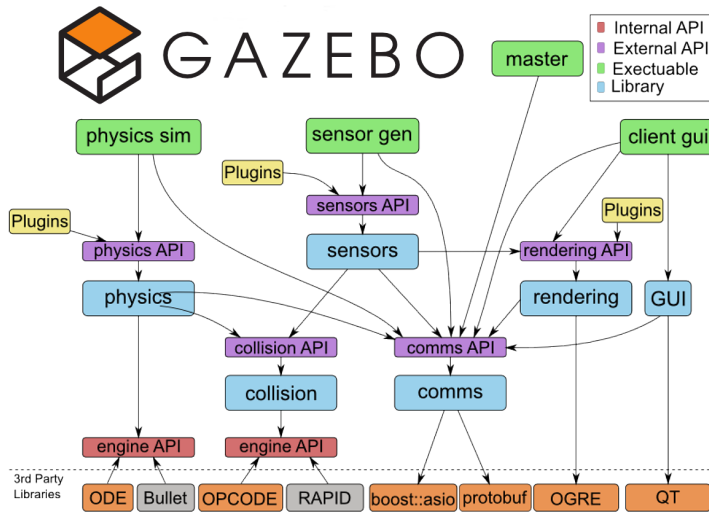 GAZEBO
Internal API
External API
Exectuable
Library
master
physics sim
sensor gen
client gui
Plugins
sensors API
Plugins
Plugins
physics API
sensors
rendering API
physics
rendering
GUI
collision API
comms API
collision
comms
engine API
engine API
3rd Party
Libraries
ODE
Bullet
OPCODE
RAPID
boost::asio
protobuf
OGRE
QT